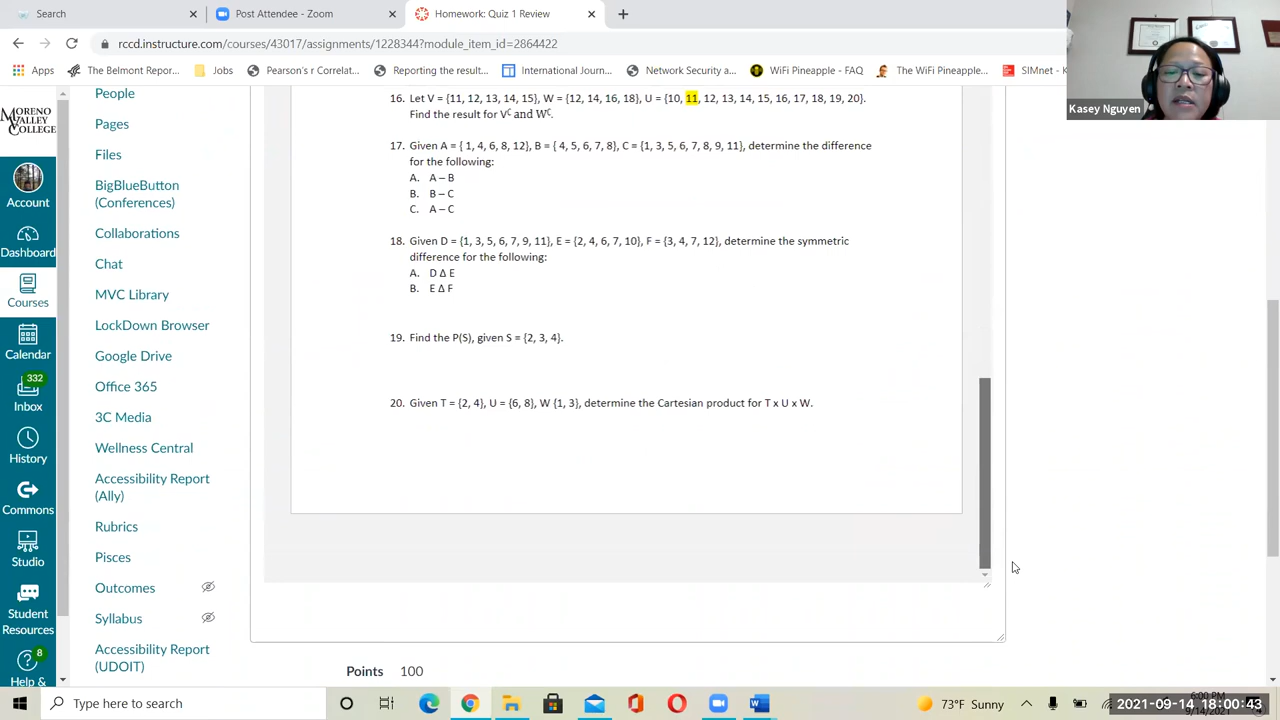 Search
Post Attendee - Zoom
Homework: Quiz 1 Review
rccd.instructure.com/courses/43017/assignments/1228344?module_item_id=2864422
Apps
The Belmont Repor...
Jobs
Pearson's r Correlat...
Reporting the result...
International Journ...
Network Security a...
WiFi Pineapple - FAQ
The WiFi Pineapple...
SIMnet -
Kasey Nguyen
MORENO
VALLEY
COLLEGE
Account
Dashboard
Courses
Calendar
332
Inbox
History
Commons
Studio
Student
Resources
8
Help &
People
Pages
Files
BigBlueButton
(Conferences)
Collaborations
Chat
MVC Library
LockDown Browser
Google Drive
Office 365
3C Media
Wellness Central
Accessibility Report
(Ally)
Rubrics
Pisces
Outcomes
Syllabus
Accessibility Report
(UDOIT)
16. Let V = {11, 12, 13, 14, 15}, W = {12, 14, 16, 18}, U = {10, 11, 12, 13, 14, 15, 16, 17, 18, 19, 20}.
Find the result for Vᶜ and Wᶜ.
17. Given A = { 1, 4, 6, 8, 12}, B = { 4, 5, 6, 7, 8}, C = {1, 3, 5, 6, 7, 8, 9, 11}, determine the difference
for the following:
A. A – B
B. B – C
C. A – C
18. Given D = {1, 3, 5, 6, 7, 9, 11}, E = {2, 4, 6, 7, 10}, F = {3, 4, 7, 12}, determine the symmetric
difference for the following:
A. D Δ E
B. E Δ F
19. Find the P(S), given S = {2, 3, 4}.
20. Given T = {2, 4}, U = {6, 8}, W {1, 3}, determine the Cartesian product for T x U x W.
Points 100
Type here to search
73°F Sunny
6:00 PM
9/14/2021
2021-09-14 18:00:43